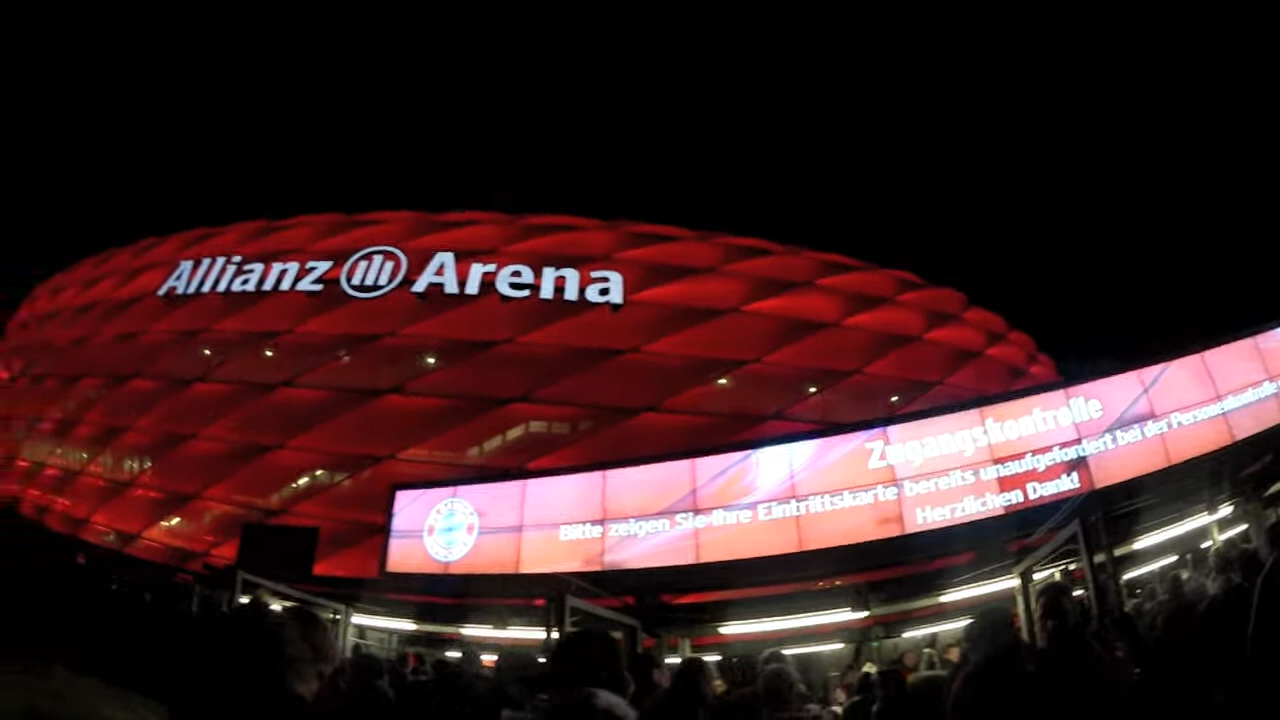 Allianz Arena
Zugangskontrolle
Bitte zeigen Sie Ihre Eintrittskarte bereits unaufgefordert bei der Personenkontrolle
Herzlichen Dank!